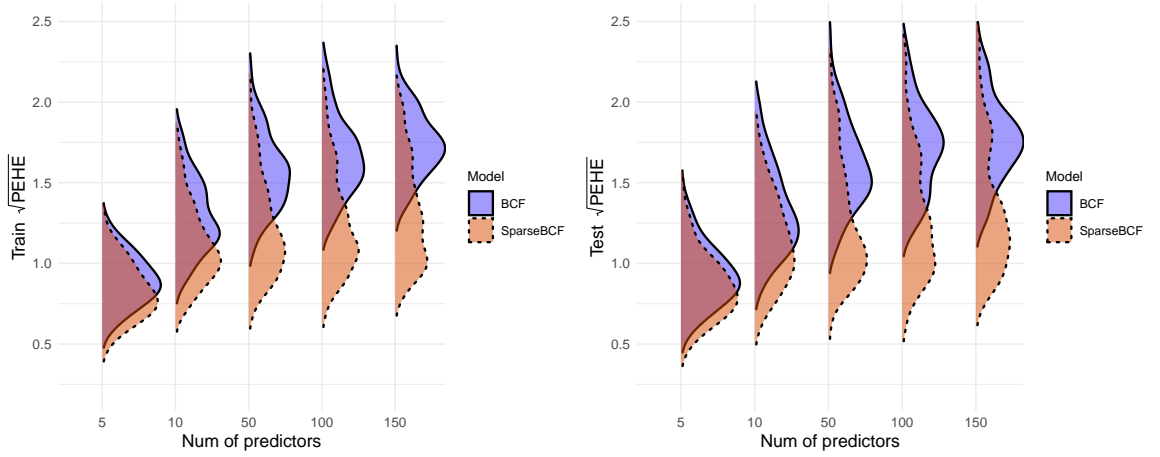 2.5
2.0
1.5
1.0
0.5
Train √PEHE
5 10 50 100 150
Num of predictors
Model
BCF
SparseBCF
2.5
2.0
1.5
1.0
0.5
Test √PEHE
5 10 50 100 150
Num of predictors
Model
BCF
SparseBCF